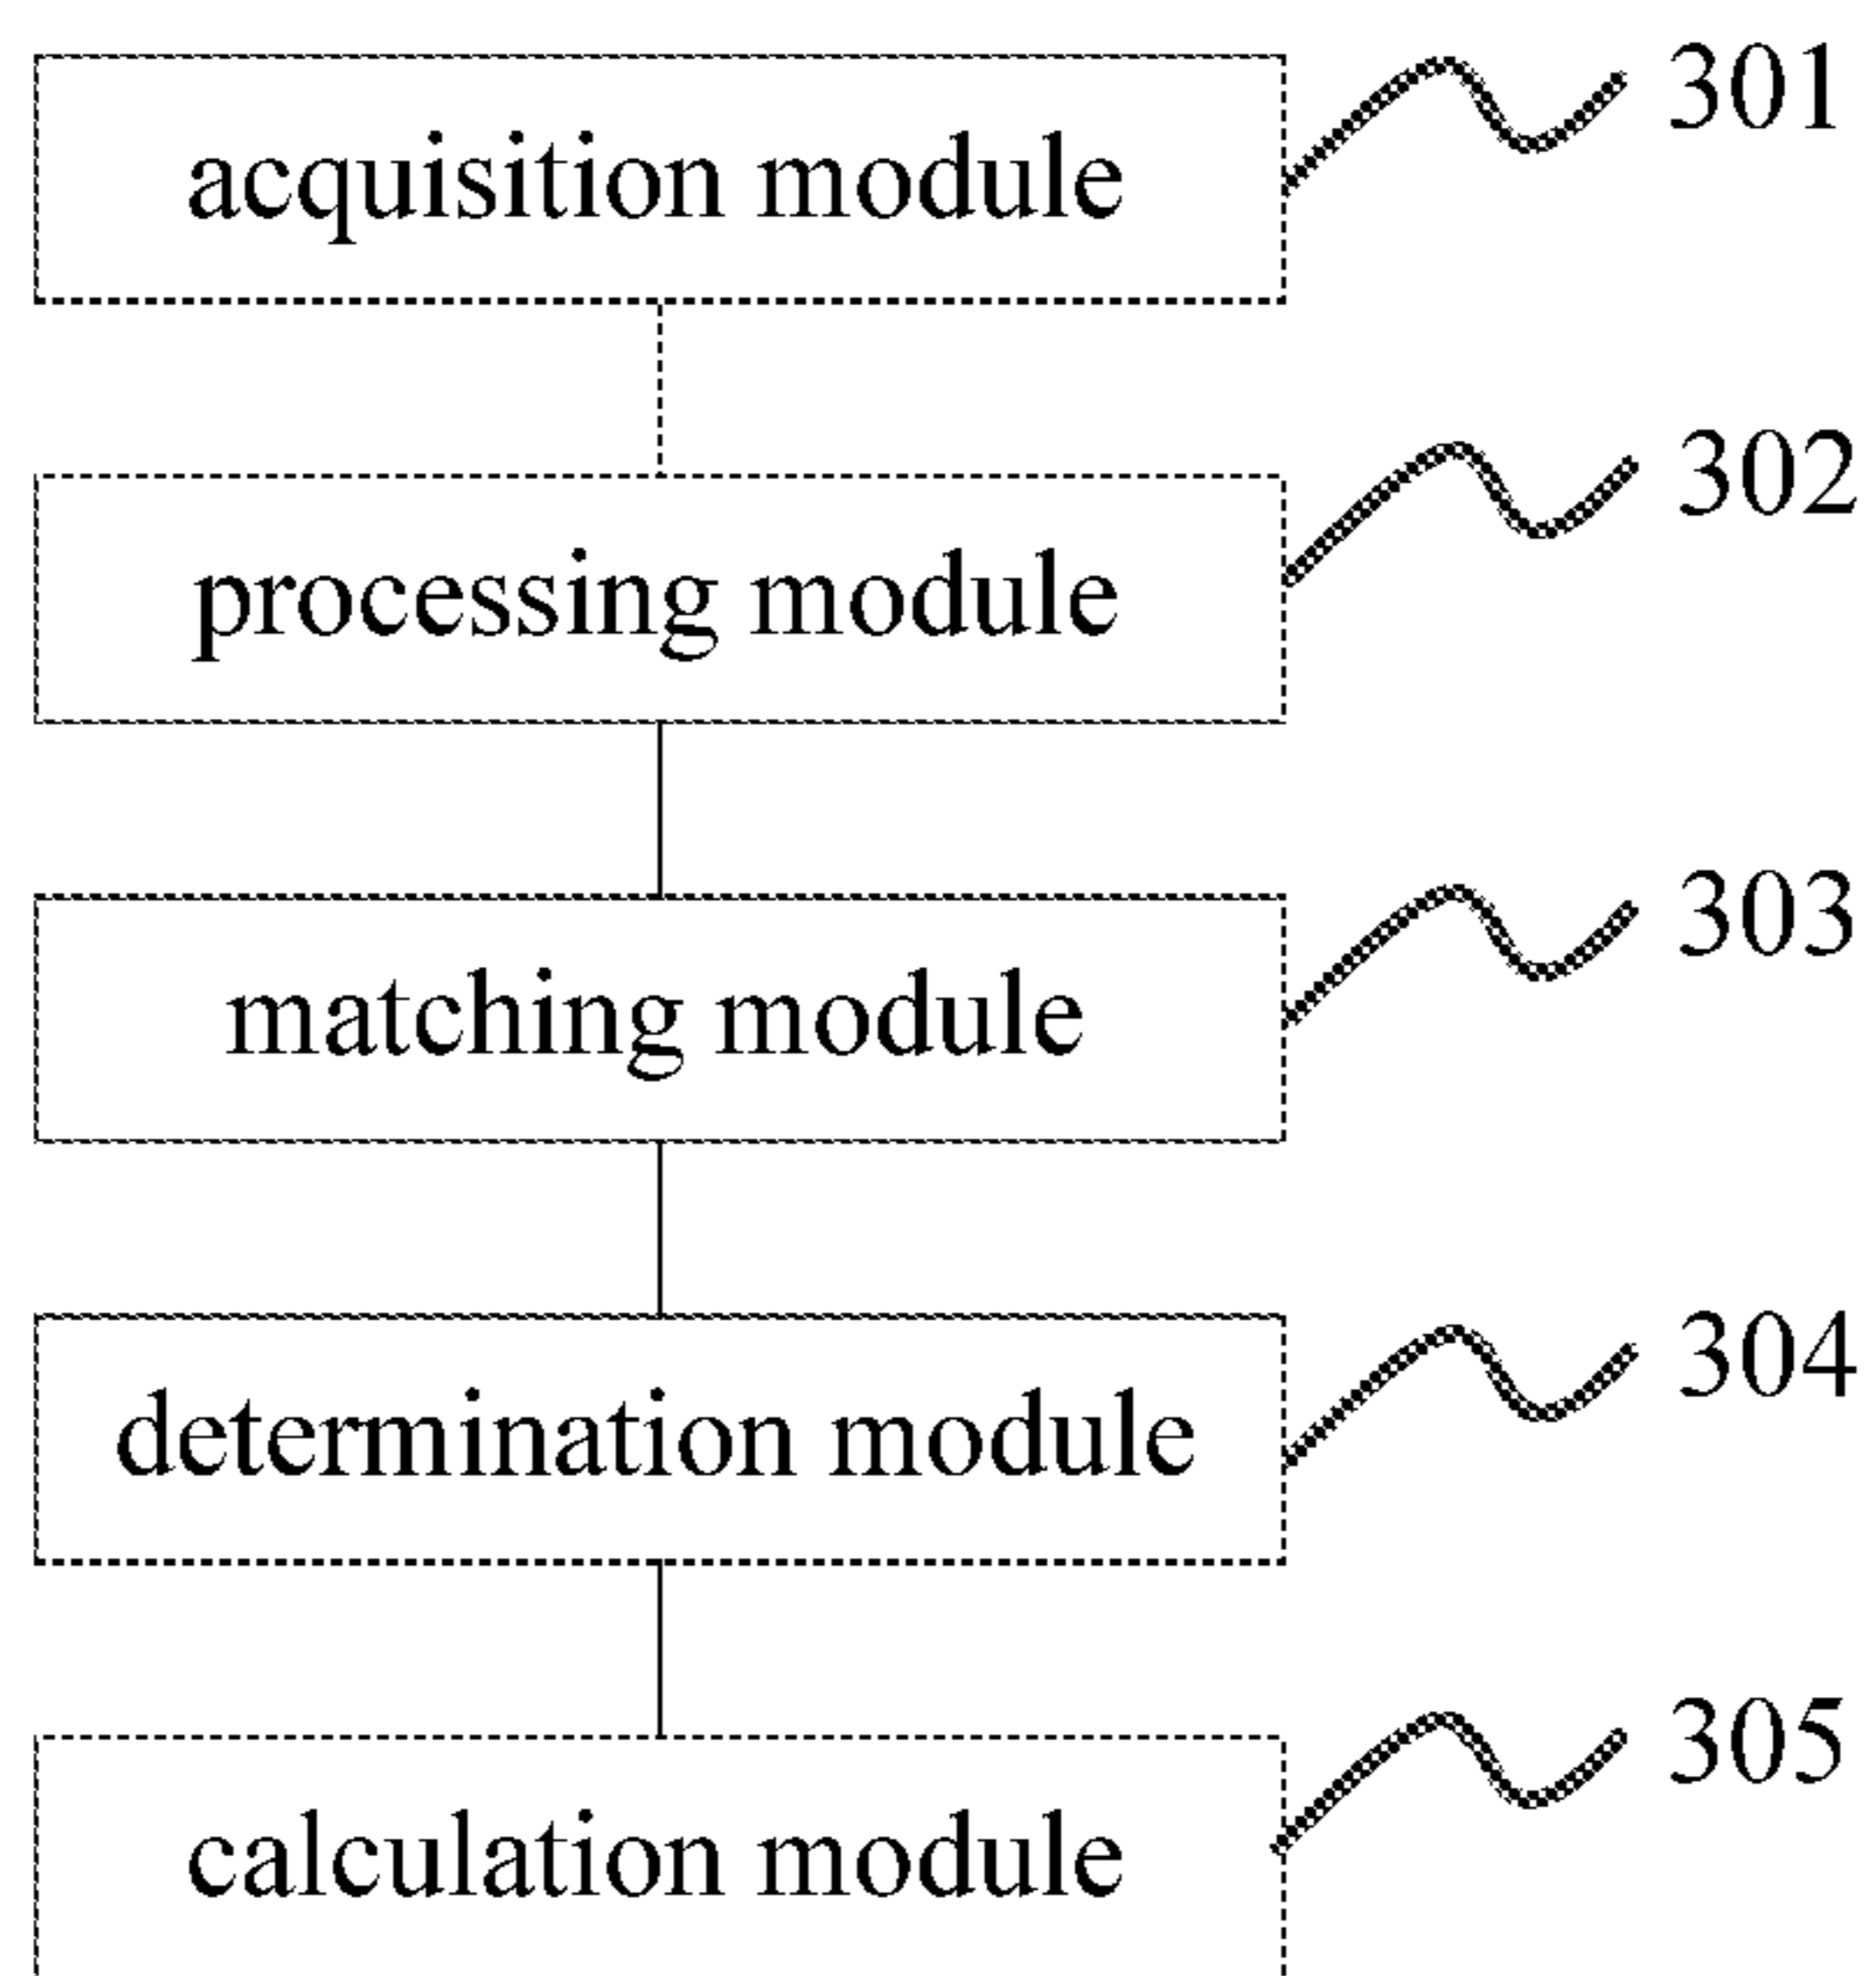 acquisition module
301
processing module
302
matching module
303
determination module
304
calculation module
305